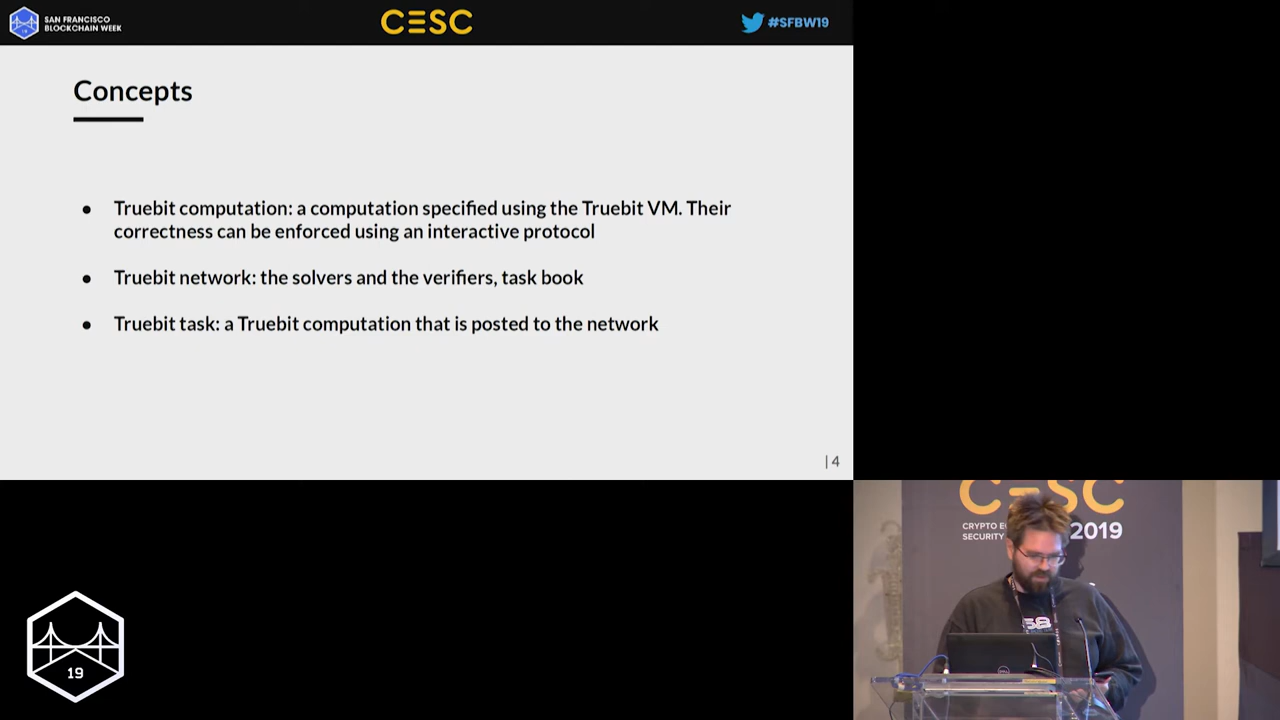 SAN FRANCISCO
BLOCKCHAIN WEEK
CESC
#SFBW19
Concepts
● Truebit computation: a computation specified using the Truebit VM. Their
correctness can be enforced using an interactive protocol
● Truebit network: the solvers and the verifiers, task book
● Truebit task: a Truebit computation that is posted to the network
| 4
CESC
CRYPTO
SECURITY
2019
19